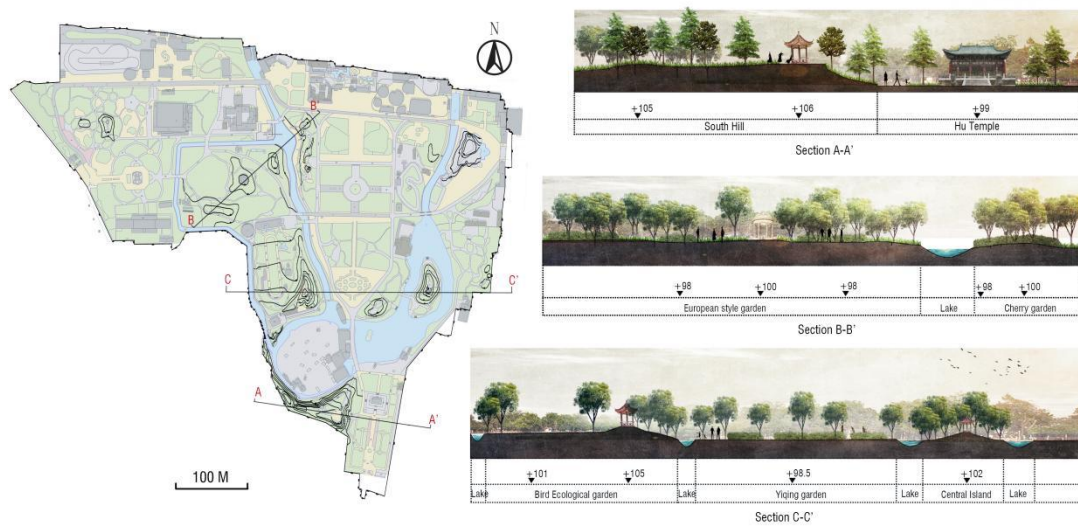 N
B'
B
C
C'
A
A'
100 M
+105
+106
+99
South Hill
Hu Temple
Section A-A'
+98
+100
+98
+98
+100
European style garden
Lake
Cherry garden
Section B-B'
+101
+105
+98.5
+102
Lake
Bird Ecological garden
Lake
Yiqing garden
Lake
Central Island
Lake
Section C-C'